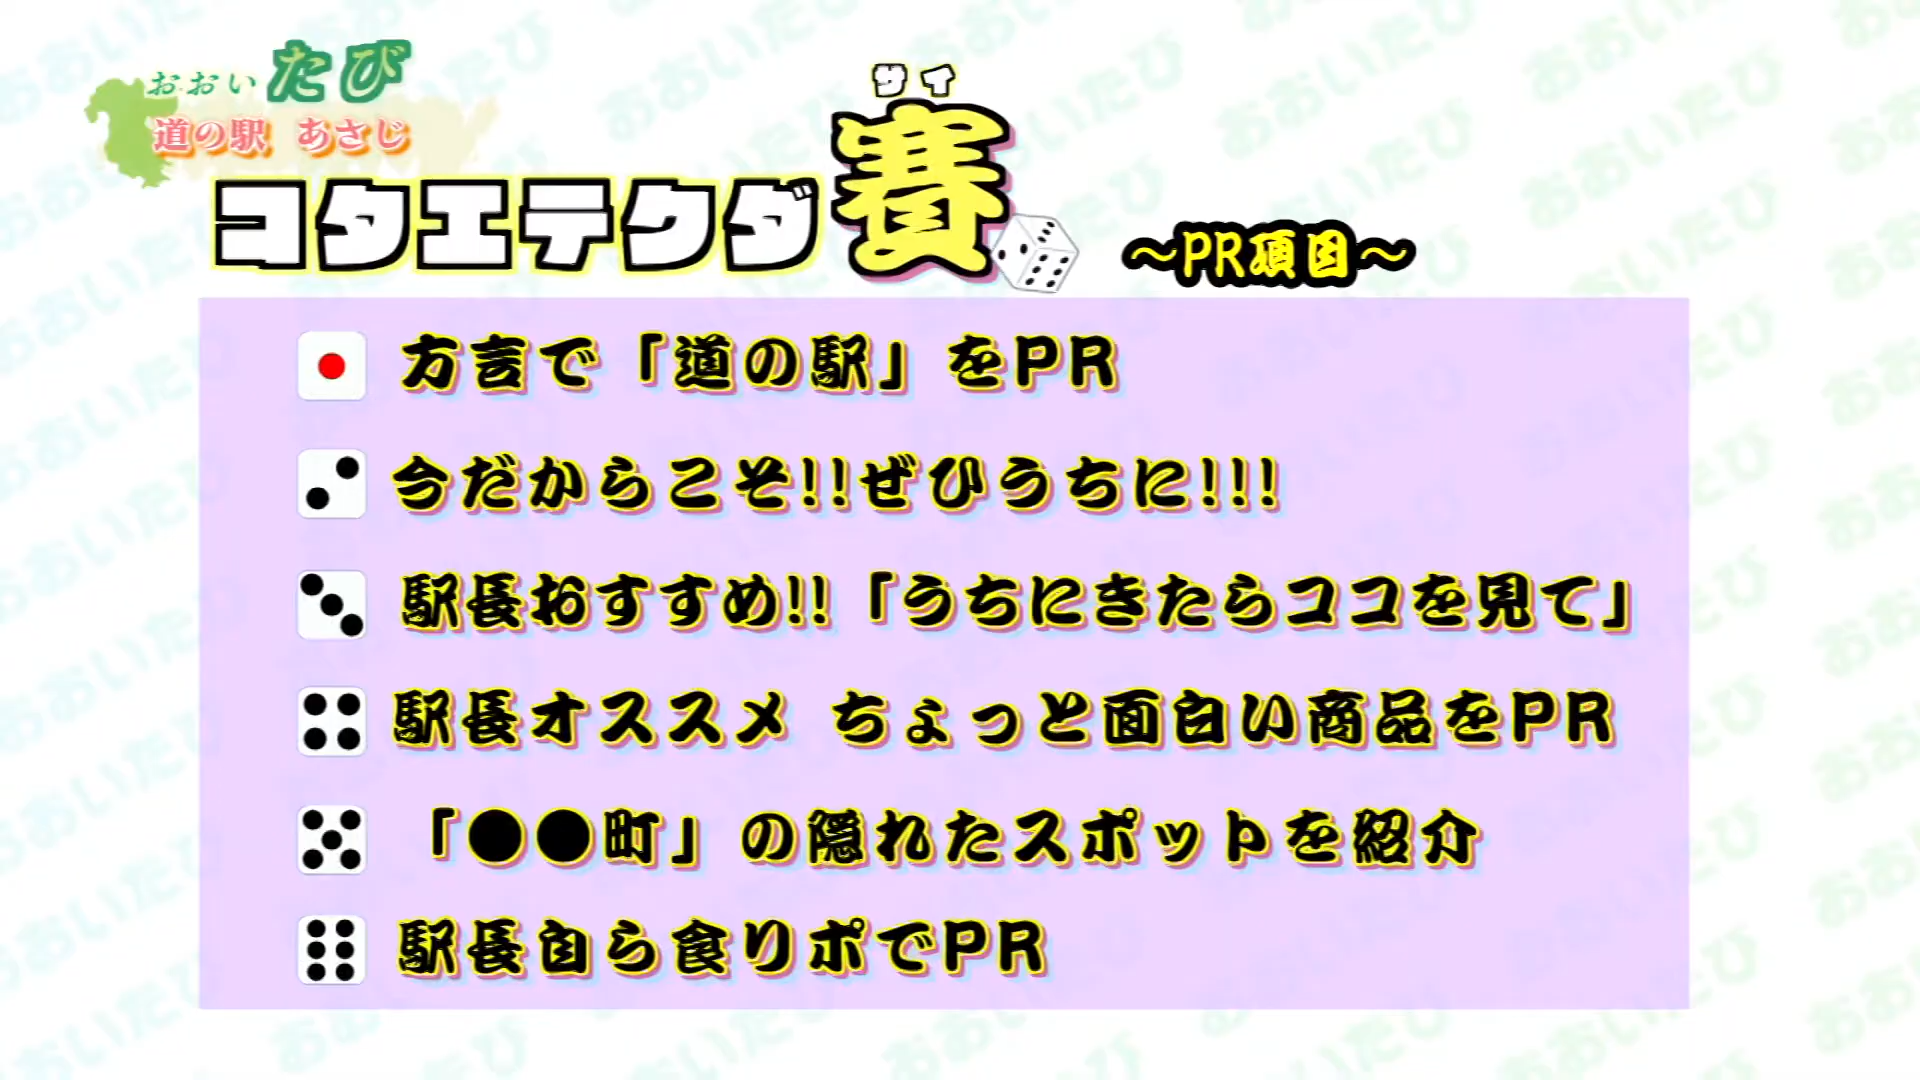 おおいたび
道の駅 あさじ
サイ
コタエテクダ賽
～PR項目～
方言で「道の駅」をPR
今だからこそ!!ぜひうちに!!!
駅長おすすめ!!「うちにきたらココを見て」
駅長オススメ ちょっと面白い商品をPR
「●●町」の隠れたスポットを紹介
駅長自ら食リポでPR